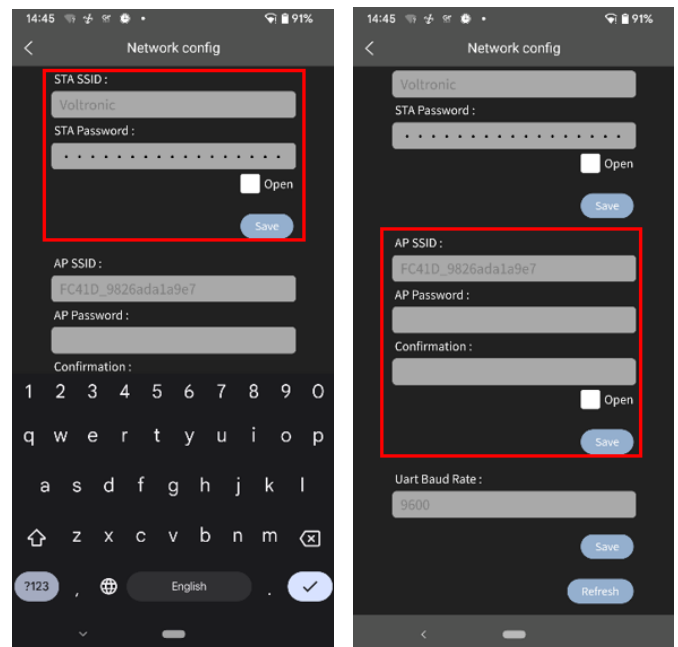 14:45
91%
Network config
STA SSID :
Voltronic
STA Password :
Open
Save
AP SSID :
FC41D_9826ada1a9e7
AP Password :
Confirmation :
1 2 3 4 5 6 7 8 9 0
q w e r t y u i o p
a s d f g h j k l
z x c v b n m
?123 , English .
14:45
91%
Network config
Voltronic
STA Password :
Open
Save
AP SSID :
FC41D_9826ada1a9e7
AP Password :
Confirmation :
Open
Save
Uart Baud Rate :
9600
Save
Refresh